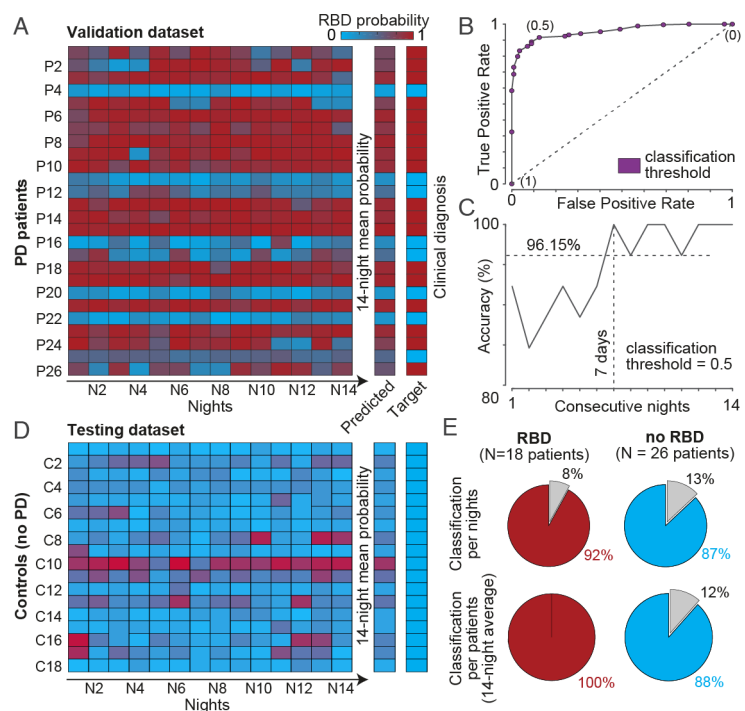 A
Validation dataset
RBD probability
0 1
P2
P4
P6
P8
P10
P12
P14
P16
P18
P20
P22
P24
P26
PD patients
N2 N4 N6 N8 N10 N12 N14
Nights
14-night mean probability
Predicted
Clinical diagnosis
Target
B
1
(0.5)
(0)
True Positive Rate
classification
threshold
0
(1)
0 1
False Positive Rate
C
100
96.15%
Accuracy (%)
7 days
classification
threshold = 0.5
80
1 14
Consecutive nights
D
Testing dataset
C2
C4
C6
C8
C10
C12
C14
C16
C18
Controls (no PD)
N2 N4 N6 N8 N10 N12 N14
Nights
14-night mean probability
E
RBD
(N=18 patients)
no RBD
(N = 26 patients)
Classification
per nights
8%
92%
13%
87%
Classification
per patients
(14-night average)
100%
12%
88%